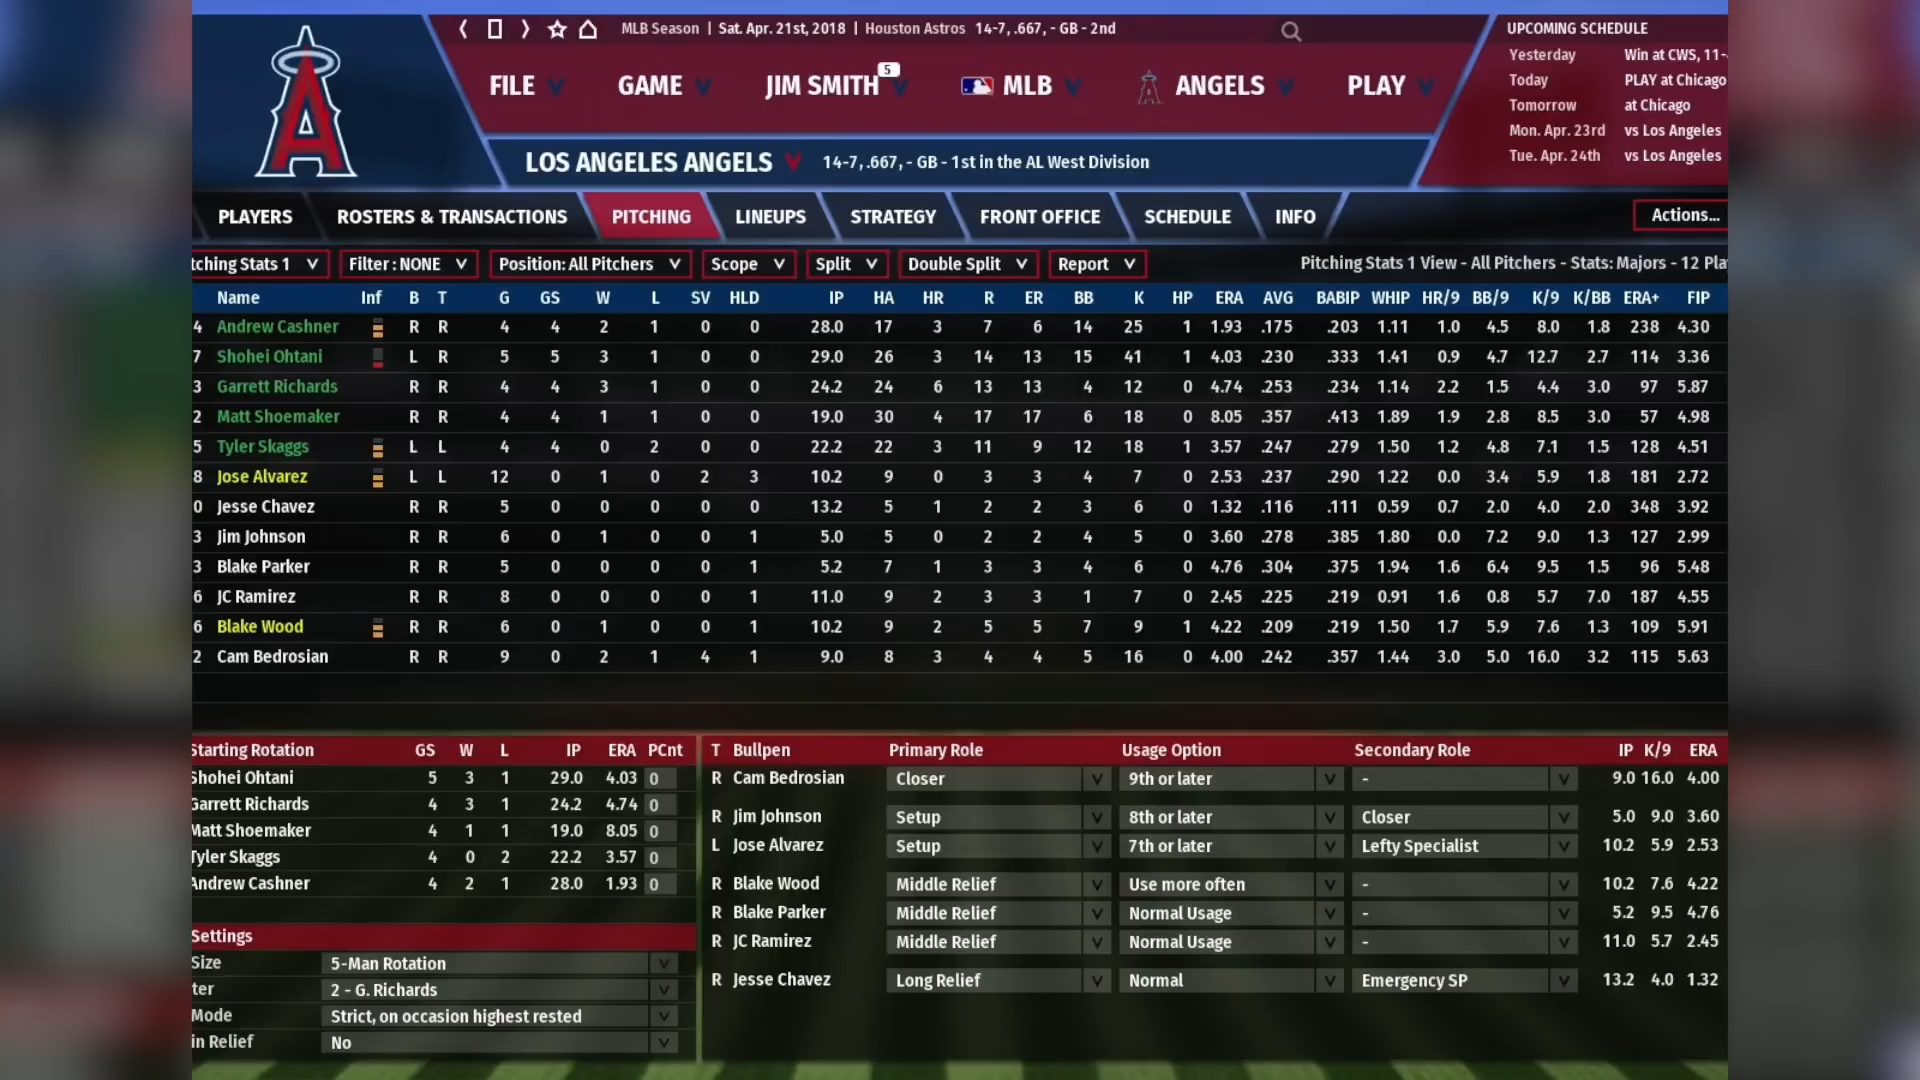 MLB Season | Sat. Apr. 21st, 2018 | Houston Astros 14-7, .667, - GB - 2nd
UPCOMING SCHEDULE
Yesterday Win at CWS, 11-
Today PLAY at Chicago
Tomorrow at Chicago
Mon. Apr. 23rd vs Los Angeles
Tue. Apr. 24th vs Los Angeles
FILE GAME JIM SMITH 5 MLB ANGELS PLAY
LOS ANGELES ANGELS 14-7, .667, - GB - 1st in the AL West Division
PLAYERS ROSTERS & TRANSACTIONS PITCHING LINEUPS STRATEGY FRONT OFFICE SCHEDULE INFO Actions...
tching Stats 1 Filter : NONE Position: All Pitchers Scope Split Double Split Report Pitching Stats 1 View - All Pitchers - Stats: Majors - 12 Pla
Name Inf B T G GS W L SV HLD IP HA HR R ER BB K HP ERA AVG BABIP WHIP HR/9 BB/9 K/9 K/BB ERA+ FIP
4 Andrew Cashner R R 4 4 2 1 0 0 28.0 17 3 7 6 14 25 1 1.93 .175 .203 1.11 1.0 4.5 8.0 1.8 238 4.30
7 Shohei Ohtani L R 5 5 3 1 0 0 29.0 26 3 14 13 15 41 1 4.03 .230 .333 1.41 0.9 4.7 12.7 2.7 114 3.36
3 Garrett Richards R R 4 4 3 1 0 0 24.2 24 6 13 13 4 12 0 4.74 .253 .234 1.14 2.2 1.5 4.4 3.0 97 5.87
2 Matt Shoemaker R R 4 4 1 1 0 0 19.0 30 4 17 17 6 18 0 8.05 .357 .413 1.89 1.9 2.8 8.5 3.0 57 4.98
5 Tyler Skaggs L L 4 4 0 2 0 0 22.2 22 3 11 9 12 18 1 3.57 .247 .279 1.50 1.2 4.8 7.1 1.5 128 4.51
8 Jose Alvarez L L 12 0 1 0 2 3 10.2 9 0 3 3 4 7 0 2.53 .237 .290 1.22 0.0 3.4 5.9 1.8 181 2.72
0 Jesse Chavez R R 5 0 0 0 0 0 13.2 5 1 2 2 3 6 0 1.32 .116 .111 0.59 0.7 2.0 4.0 2.0 348 3.92
3 Jim Johnson R R 6 0 1 0 0 1 5.0 5 0 2 2 4 5 0 3.60 .278 .385 1.80 0.0 7.2 9.0 1.3 127 2.99
3 Blake Parker R R 5 0 0 0 0 1 5.2 7 1 3 3 4 6 0 4.76 .304 .375 1.94 1.6 6.4 9.5 1.5 96 5.48
6 JC Ramirez R R 8 0 0 0 0 1 11.0 9 2 3 3 1 7 0 2.45 .225 .219 0.91 1.6 0.8 5.7 7.0 187 4.55
6 Blake Wood R R 6 0 1 0 0 1 10.2 9 2 5 5 7 9 1 4.22 .209 .219 1.50 1.7 5.9 7.6 1.3 109 5.91
2 Cam Bedrosian R R 9 0 2 1 4 1 9.0 8 3 4 4 5 16 0 4.00 .242 .357 1.44 3.0 5.0 16.0 3.2 115 5.63
Starting Rotation GS W L IP ERA PCnt
Shohei Ohtani 5 3 1 29.0 4.03 0
Garrett Richards 4 3 1 24.2 4.74 0
Matt Shoemaker 4 1 1 19.0 8.05 0
Tyler Skaggs 4 0 2 22.2 3.57 0
Andrew Cashner 4 2 1 28.0 1.93 0
Settings
Size 5-Man Rotation
ter 2 - G. Richards
Mode Strict, on occasion highest rested
in Relief No
T Bullpen Primary Role Usage Option Secondary Role IP K/9 ERA
R Cam Bedrosian Closer 9th or later - 9.0 16.0 4.00
R Jim Johnson Setup 8th or later Closer 5.0 9.0 3.60
L Jose Alvarez Setup 7th or later Lefty Specialist 10.2 5.9 2.53
R Blake Wood Middle Relief Use more often - 10.2 7.6 4.22
R Blake Parker Middle Relief Normal Usage - 5.2 9.5 4.76
R JC Ramirez Middle Relief Normal Usage - 11.0 5.7 2.45
R Jesse Chavez Long Relief Normal Emergency SP 13.2 4.0 1.32